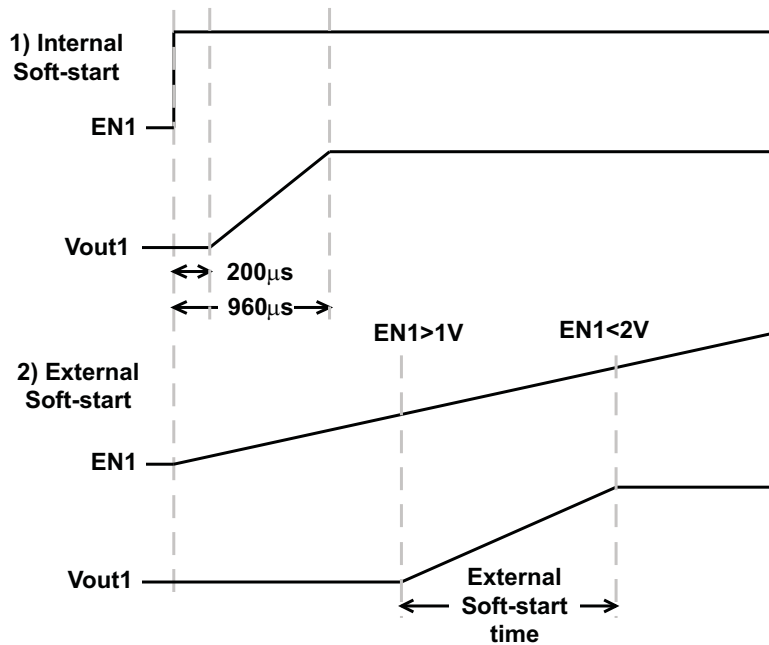 1) Internal
Soft-start
EN1
Vout1
200μs
960μs
EN1>1V
EN1<2V
2) External
Soft-start
EN1
Vout1
External
Soft-start
time